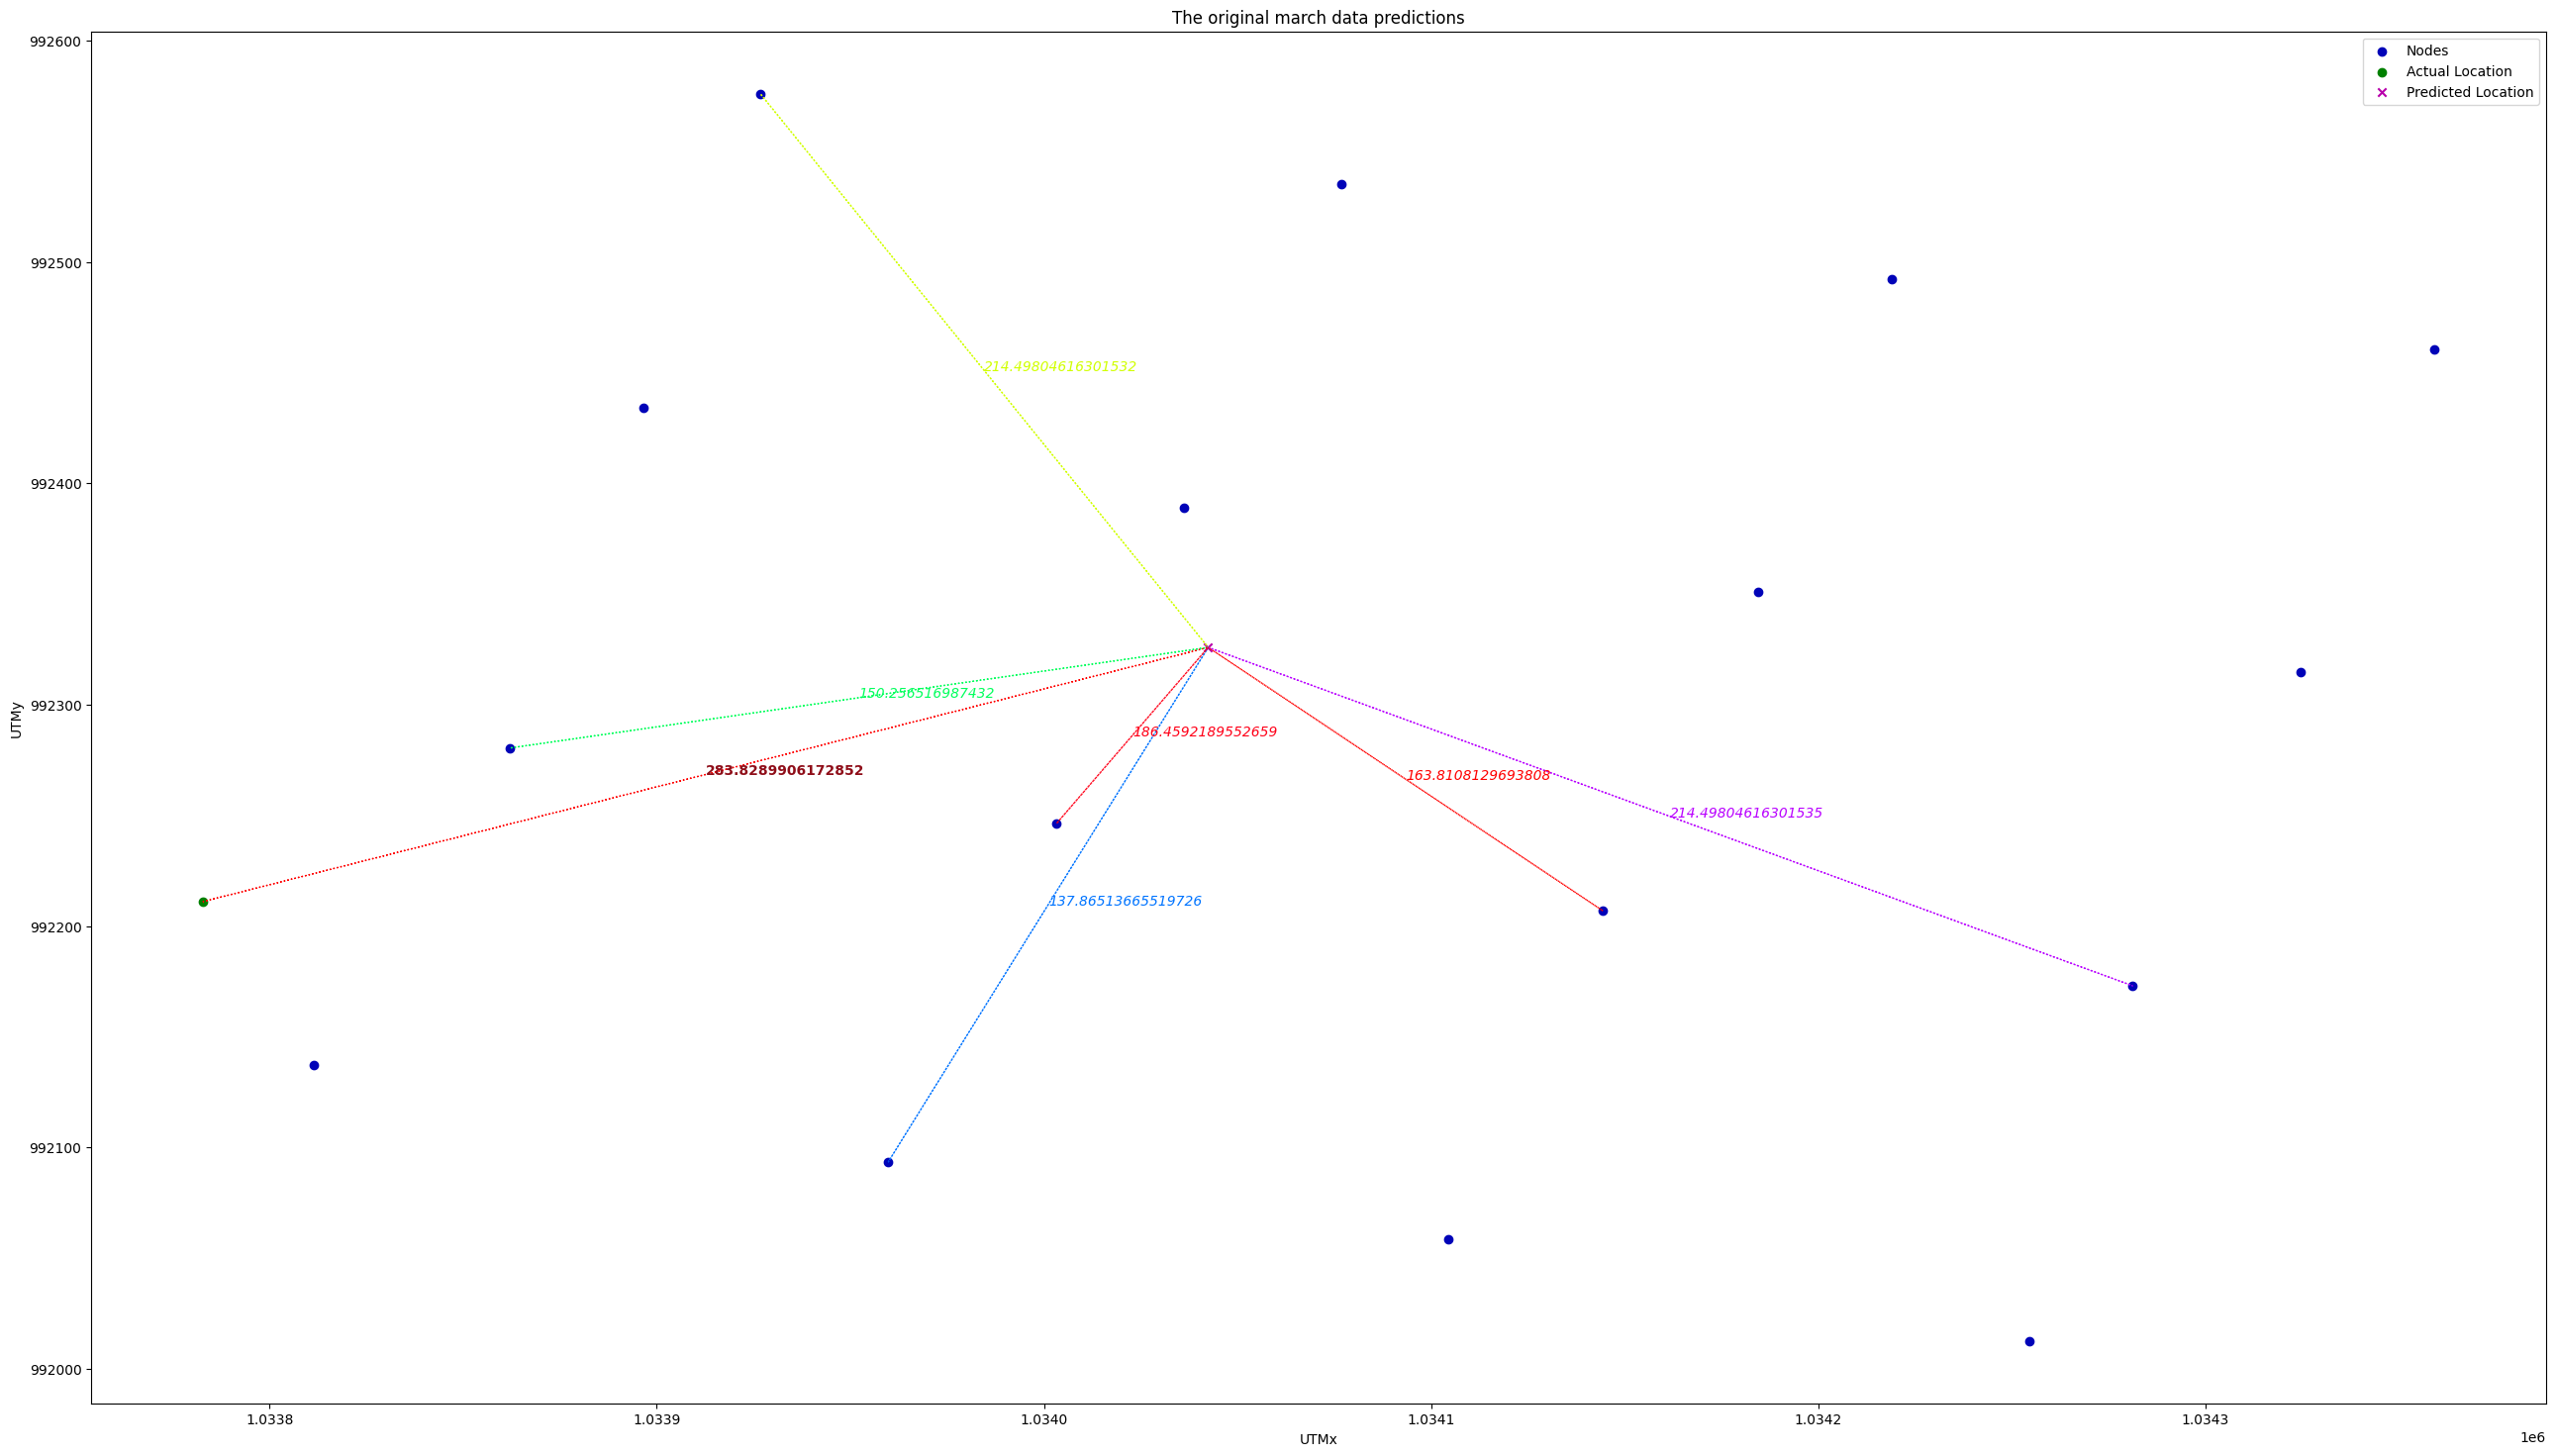 The original march data predictions
Nodes
Actual Location
Predicted Location
992600
992500
992400
992300
992200
992100
992000
UTMy
214.49804616301532
150.256516987432
186.4592189552659
283.8289906172852
163.8108129693808
214.49804616301535
137.86513665519726
1.0338 1.0339 1.0340 1.0341 1.0342 1.0343
UTMx
1e6